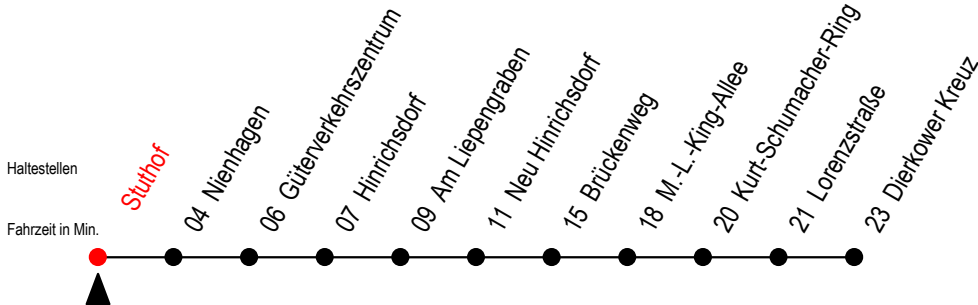 Haltestellen
Fahrzeit in Min.
Stuthof
04 Nienhagen
06 Güterverkehrszentrum
07 Hinrichsdorf
09 Am Liepengraben
11 Neu Hinrichsdorf
15 Brückenweg
18 M.-L.-King-Allee
20 Kurt-Schumacher-Ring
21 Lorenzstraße
23 Dierkower Kreuz